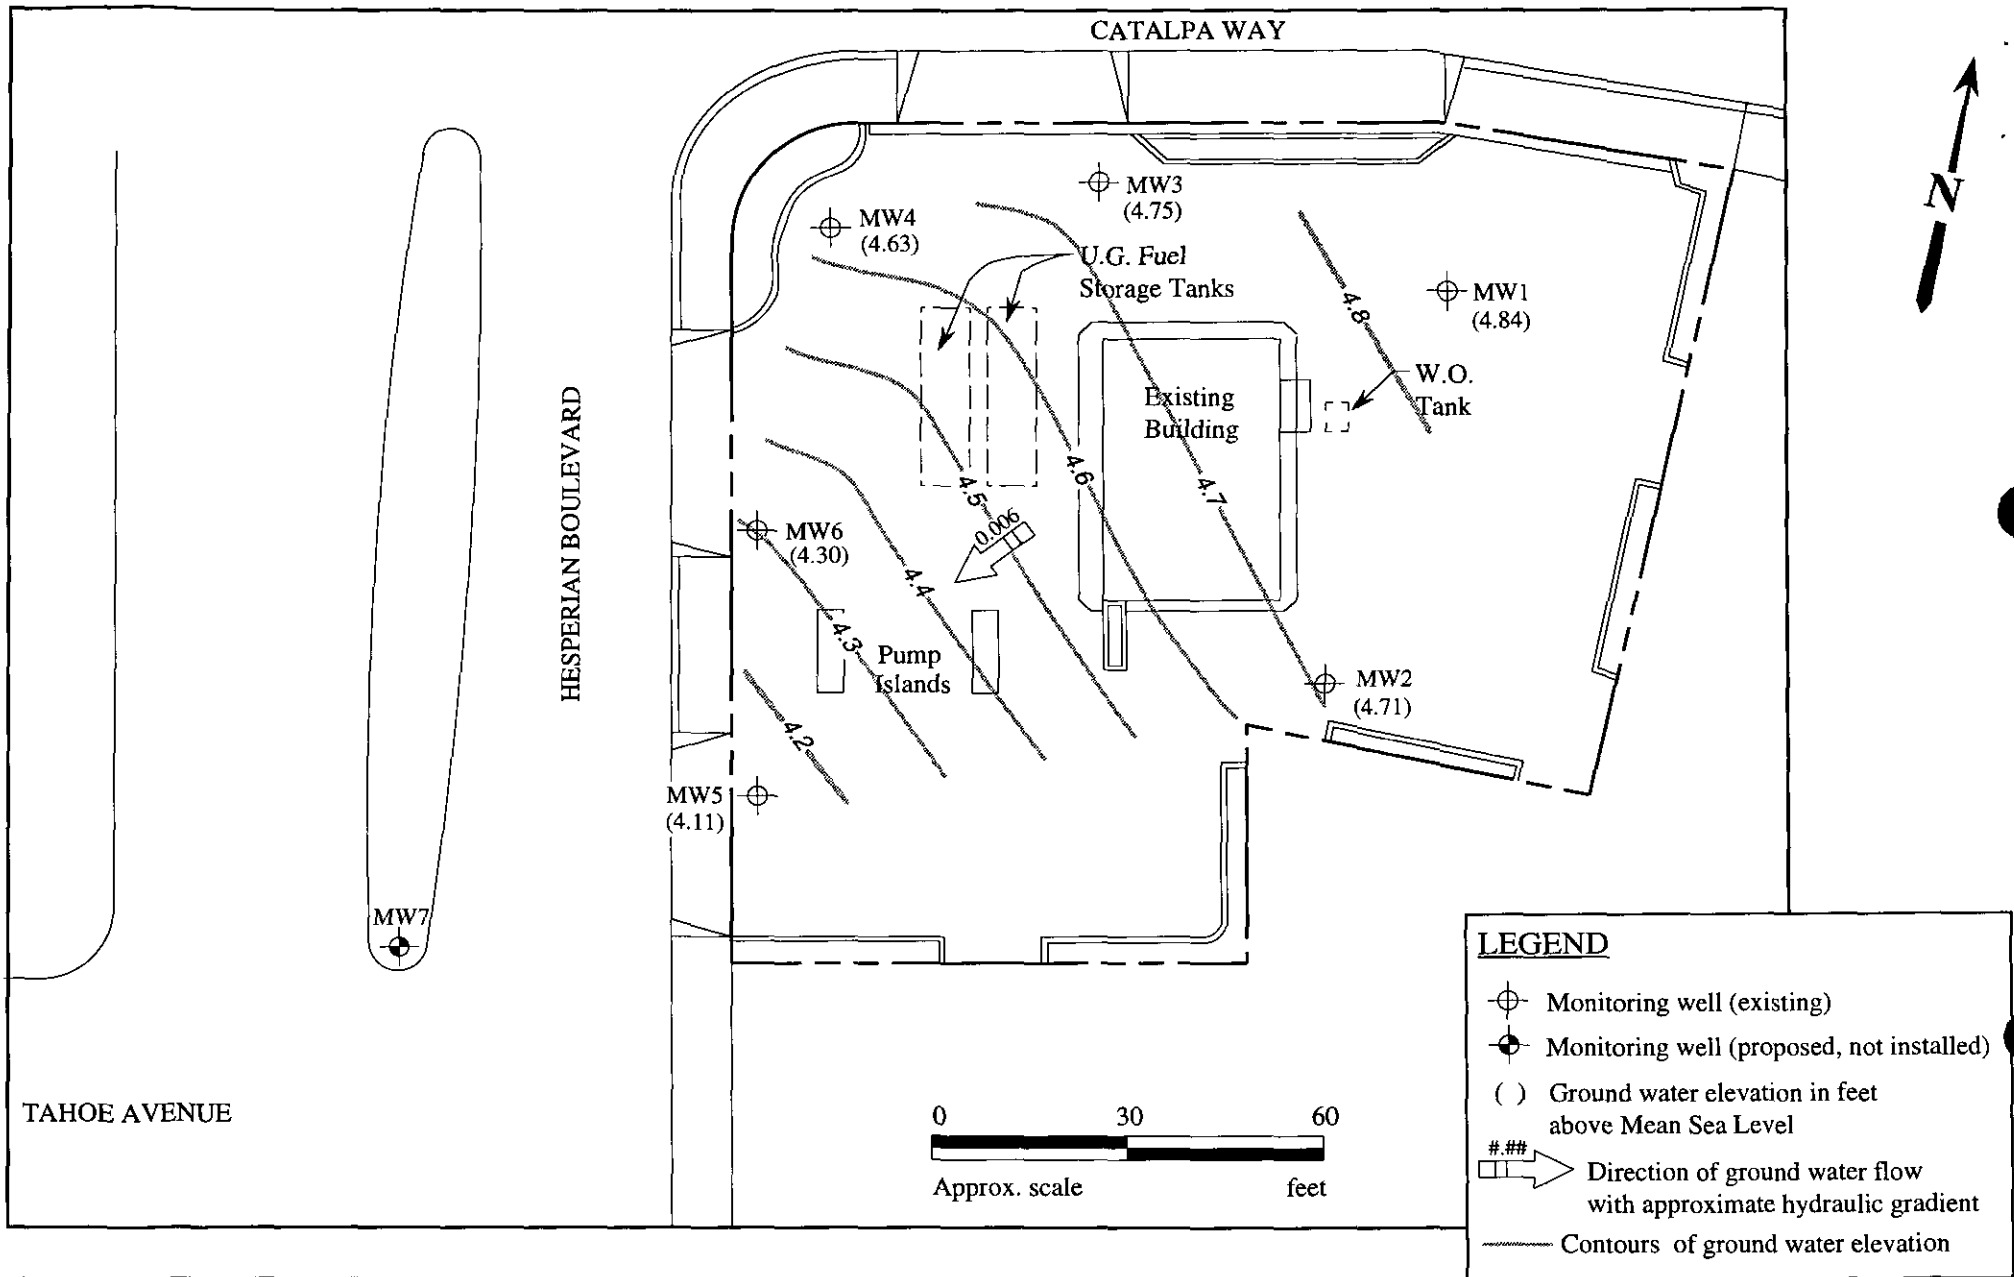 CATALPA WAY
N
MW3
(4.75)
MW4
(4.63)
U.G. Fuel
Storage Tanks
MW1
(4.84)
4.8
W.O.
Tank
Existing
Building
HESPERIAN BOULEVARD
4.6
4.7
4.5
0.006
MW6
(4.30)
4.4
4.3
Pump
Islands
4.2
MW2
(4.71)
MW5
(4.11)
MW7
TAHOE AVENUE
0 30 60
Approx. scale feet
LEGEND
Monitoring well (existing)
Monitoring well (proposed, not installed)
( ) Ground water elevation in feet
above Mean Sea Level
#.##
Direction of ground water flow
with approximate hydraulic gradient
Contours of ground water elevation